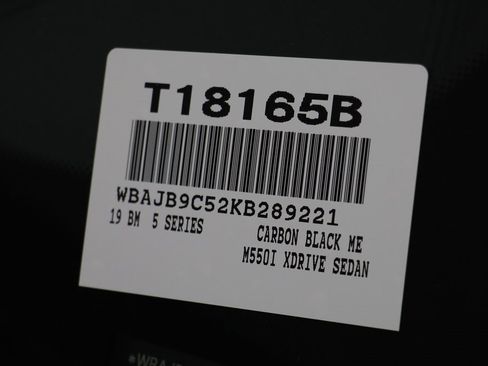 T18165B
WBAJB9C52KB289221
19 BM 5 SERIES
CARBON BLACK ME
M550I XDRIVE SEDAN